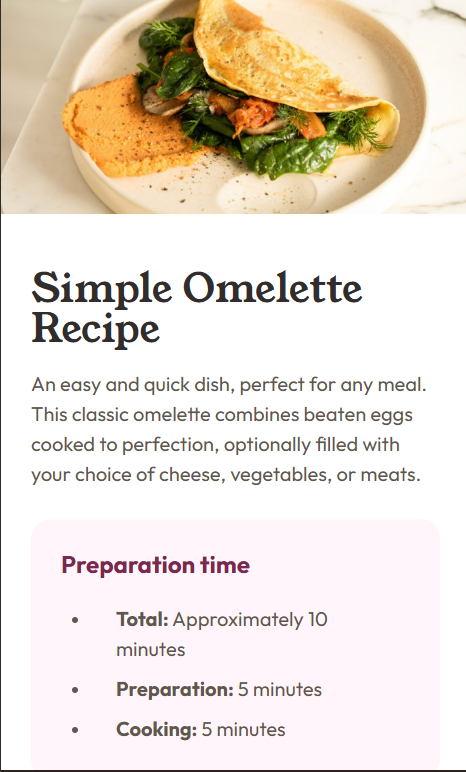 Simple Omelette
Recipe
An easy and quick dish, perfect for any meal.
This classic omelette combines beaten eggs
cooked to perfection, optionally filled with
your choice of cheese, vegetables, or meats.
Preparation time
• Total: Approximately 10
minutes
• Preparation: 5 minutes
• Cooking: 5 minutes